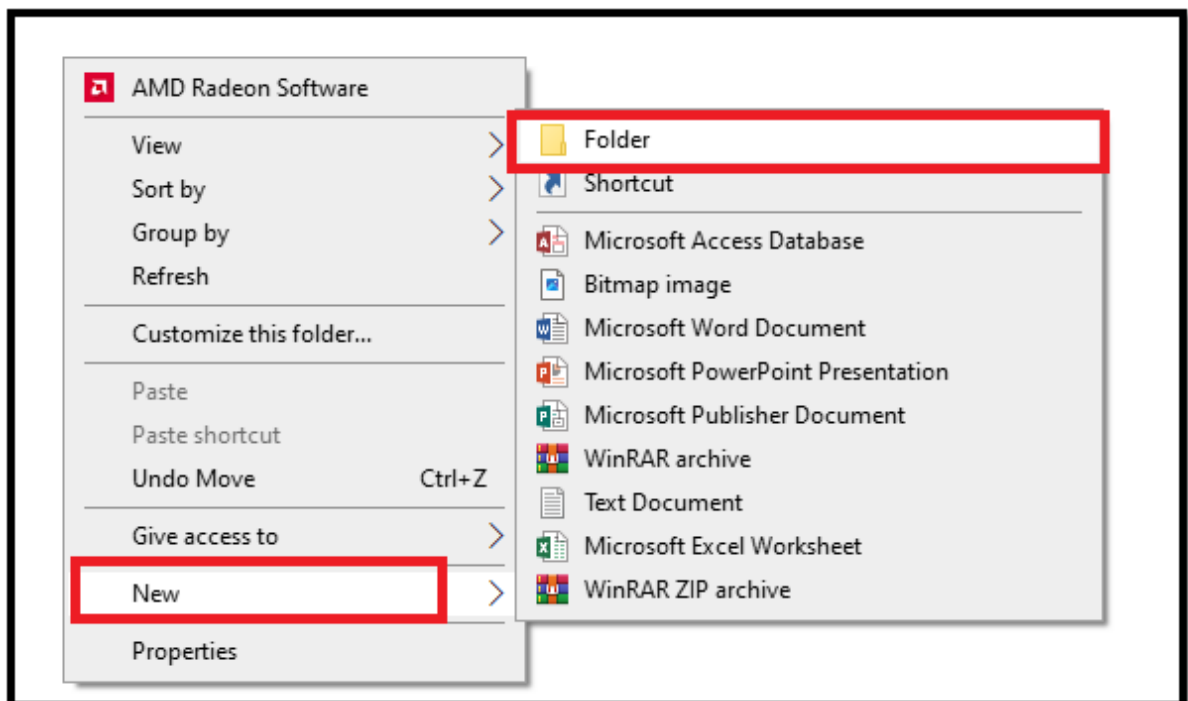 AMD Radeon Software
View
Sort by
Group by
Refresh
Customize this folder...
Paste
Paste shortcut
Undo Move Ctrl+Z
Give access to
New
Properties
Folder
Shortcut
Microsoft Access Database
Bitmap image
Microsoft Word Document
Microsoft PowerPoint Presentation
Microsoft Publisher Document
WinRAR archive
Text Document
Microsoft Excel Worksheet
WinRAR ZIP archive